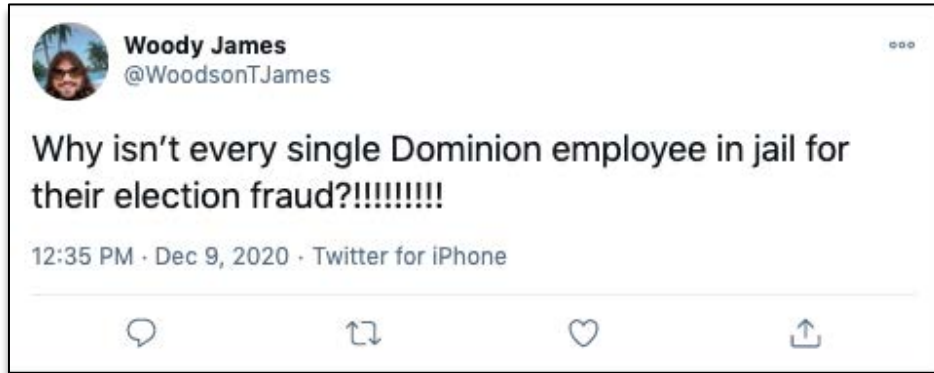 Woody James
@WoodsonTJames
Why isn’t every single Dominion employee in jail for
their election fraud?!!!!!!!!!
12:35 PM · Dec 9, 2020 · Twitter for iPhone